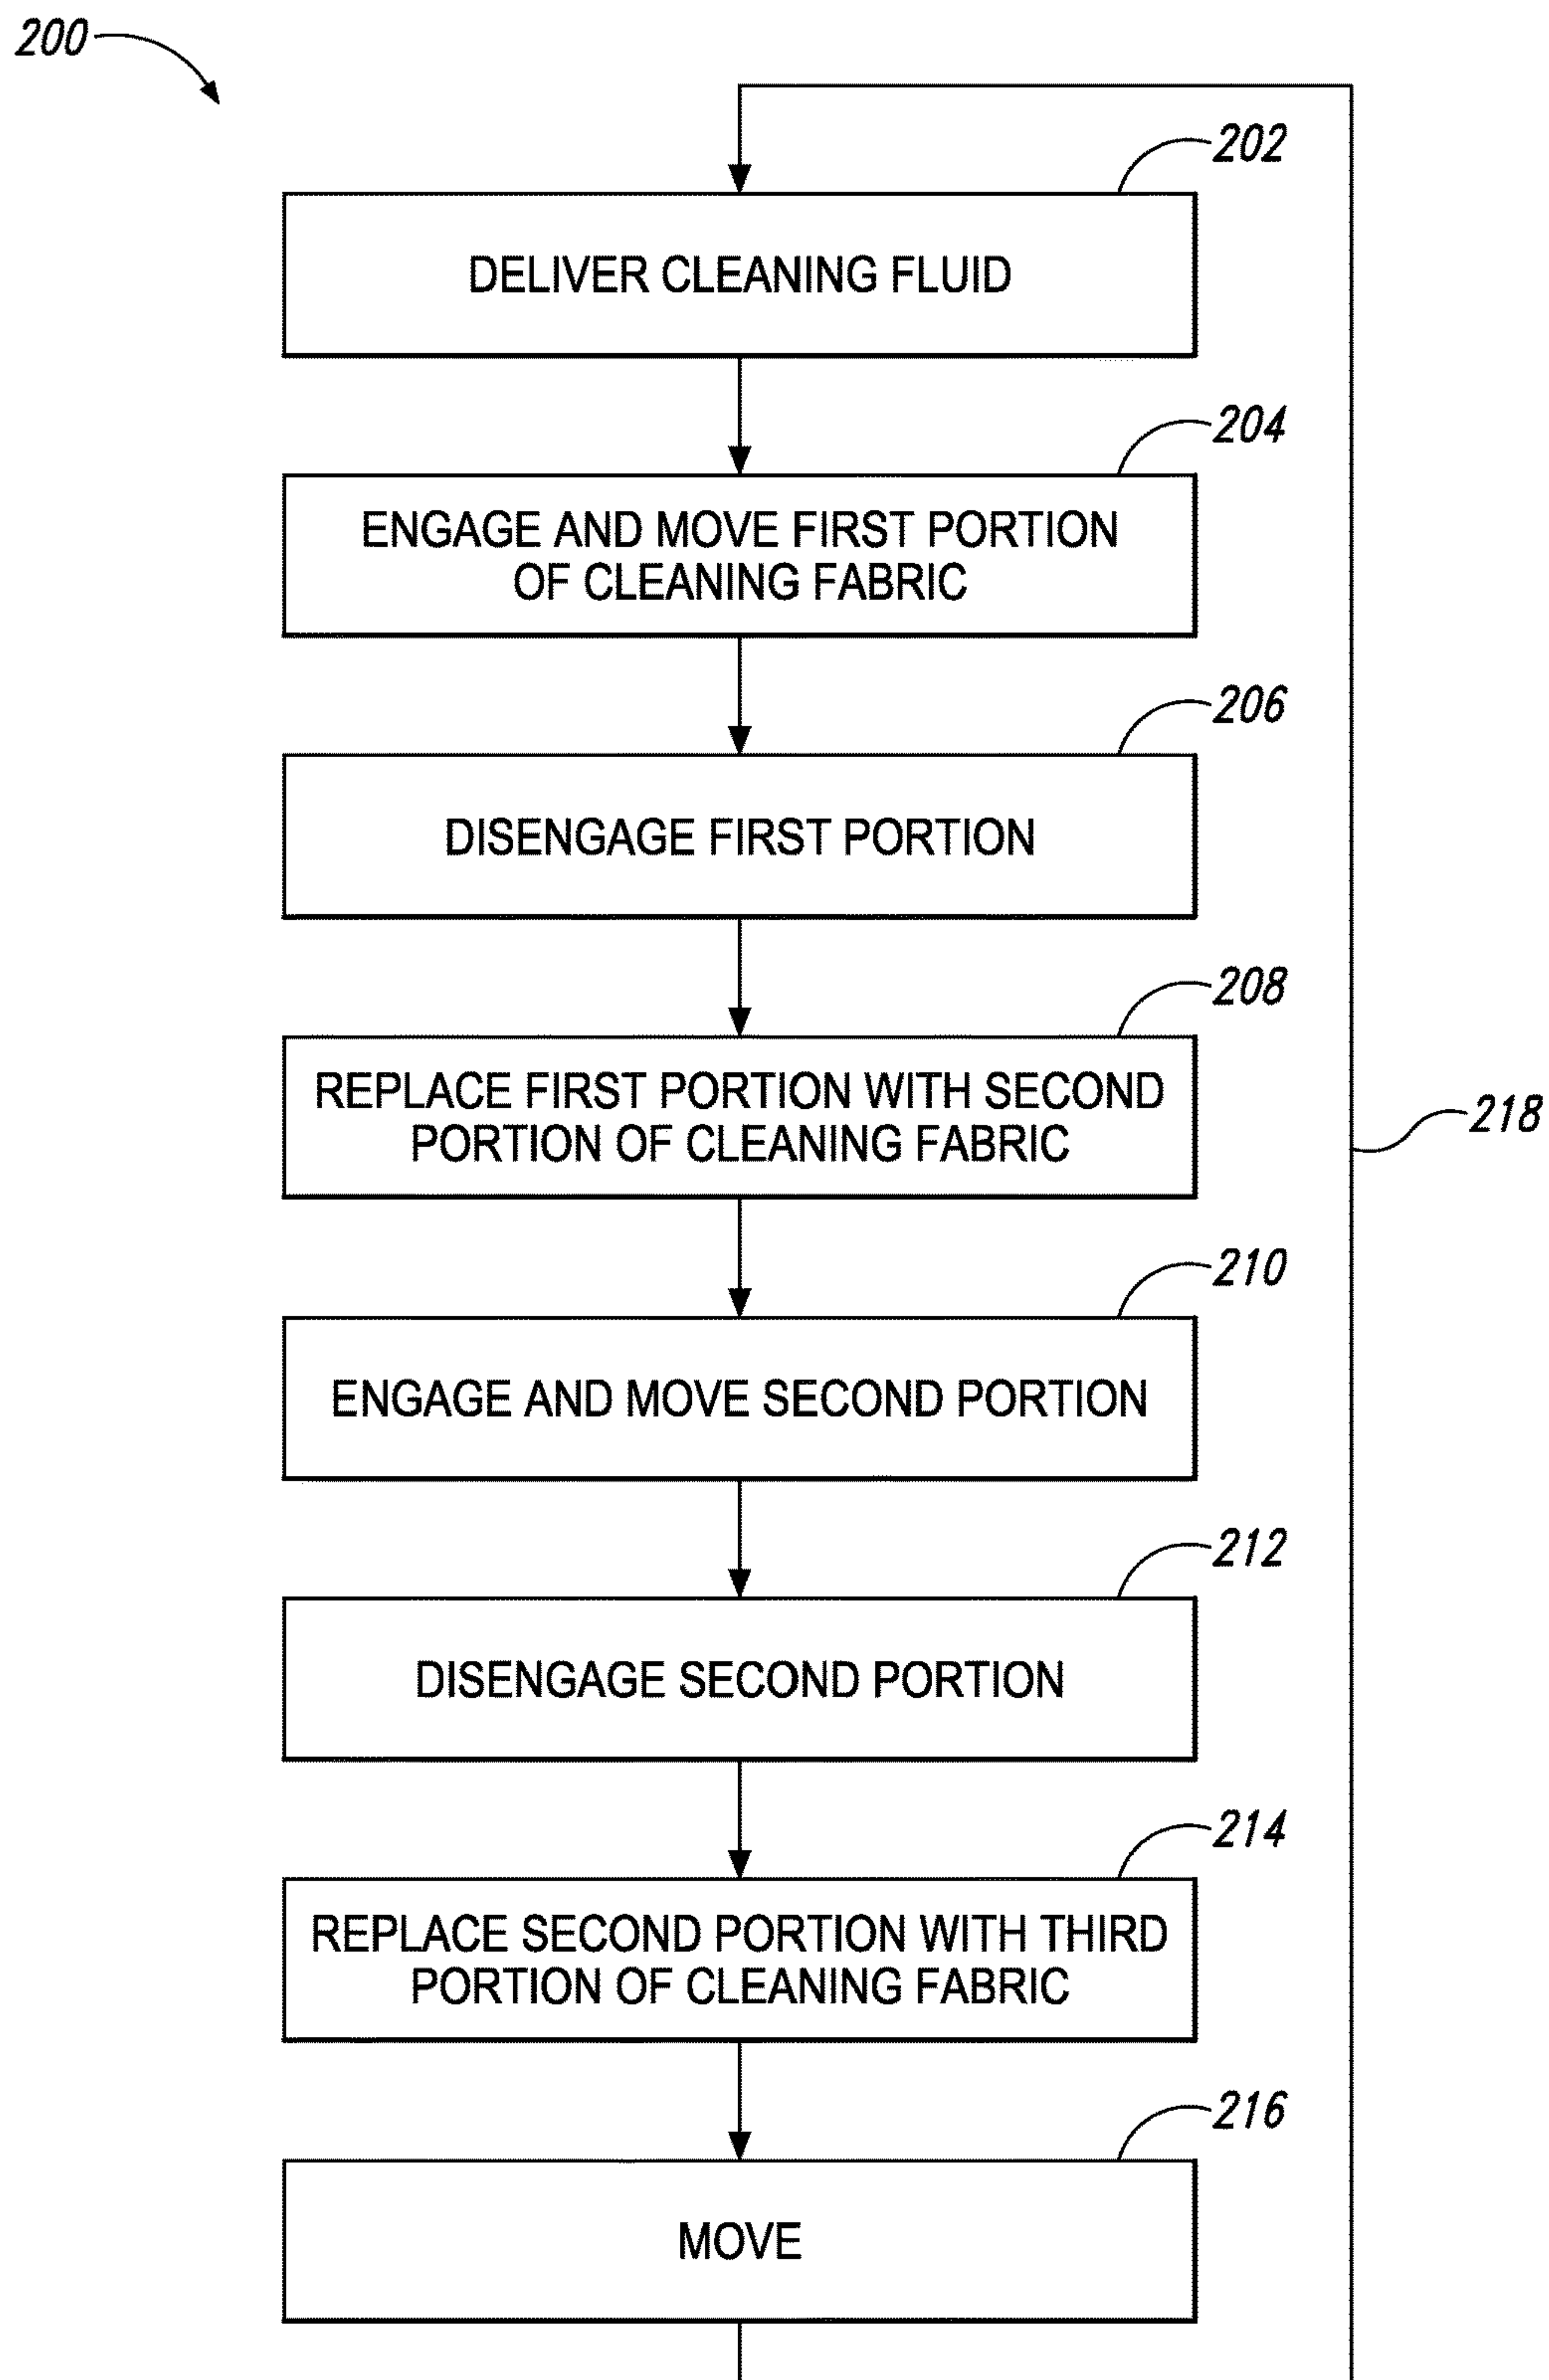 200
202
DELIVER CLEANING FLUID
204
ENGAGE AND MOVE FIRST PORTION
OF CLEANING FABRIC
206
DISENGAGE FIRST PORTION
208
REPLACE FIRST PORTION WITH SECOND
PORTION OF CLEANING FABRIC
218
210
ENGAGE AND MOVE SECOND PORTION
212
DISENGAGE SECOND PORTION
214
REPLACE SECOND PORTION WITH THIRD
PORTION OF CLEANING FABRIC
216
MOVE